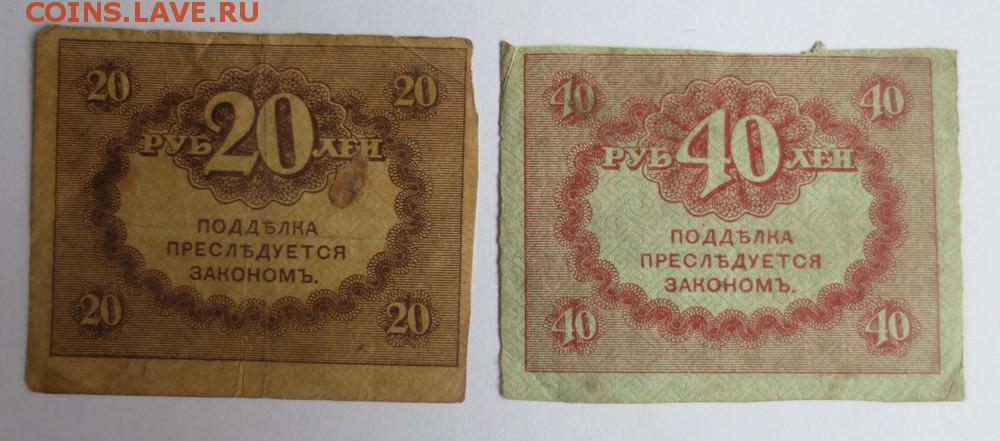 COINS.LAVE.RU
20 20
РУБ 20 ЛЕЙ
ПОДДѢЛКА
ПРЕСЛѢДУЕТСЯ
ЗАКОНОМЪ.
20 20
40 40
РУБ 40 ЛЕЙ
ПОДДѢЛКА
ПРЕСЛѢДУЕТСЯ
ЗАКОНОМЪ.
40 40